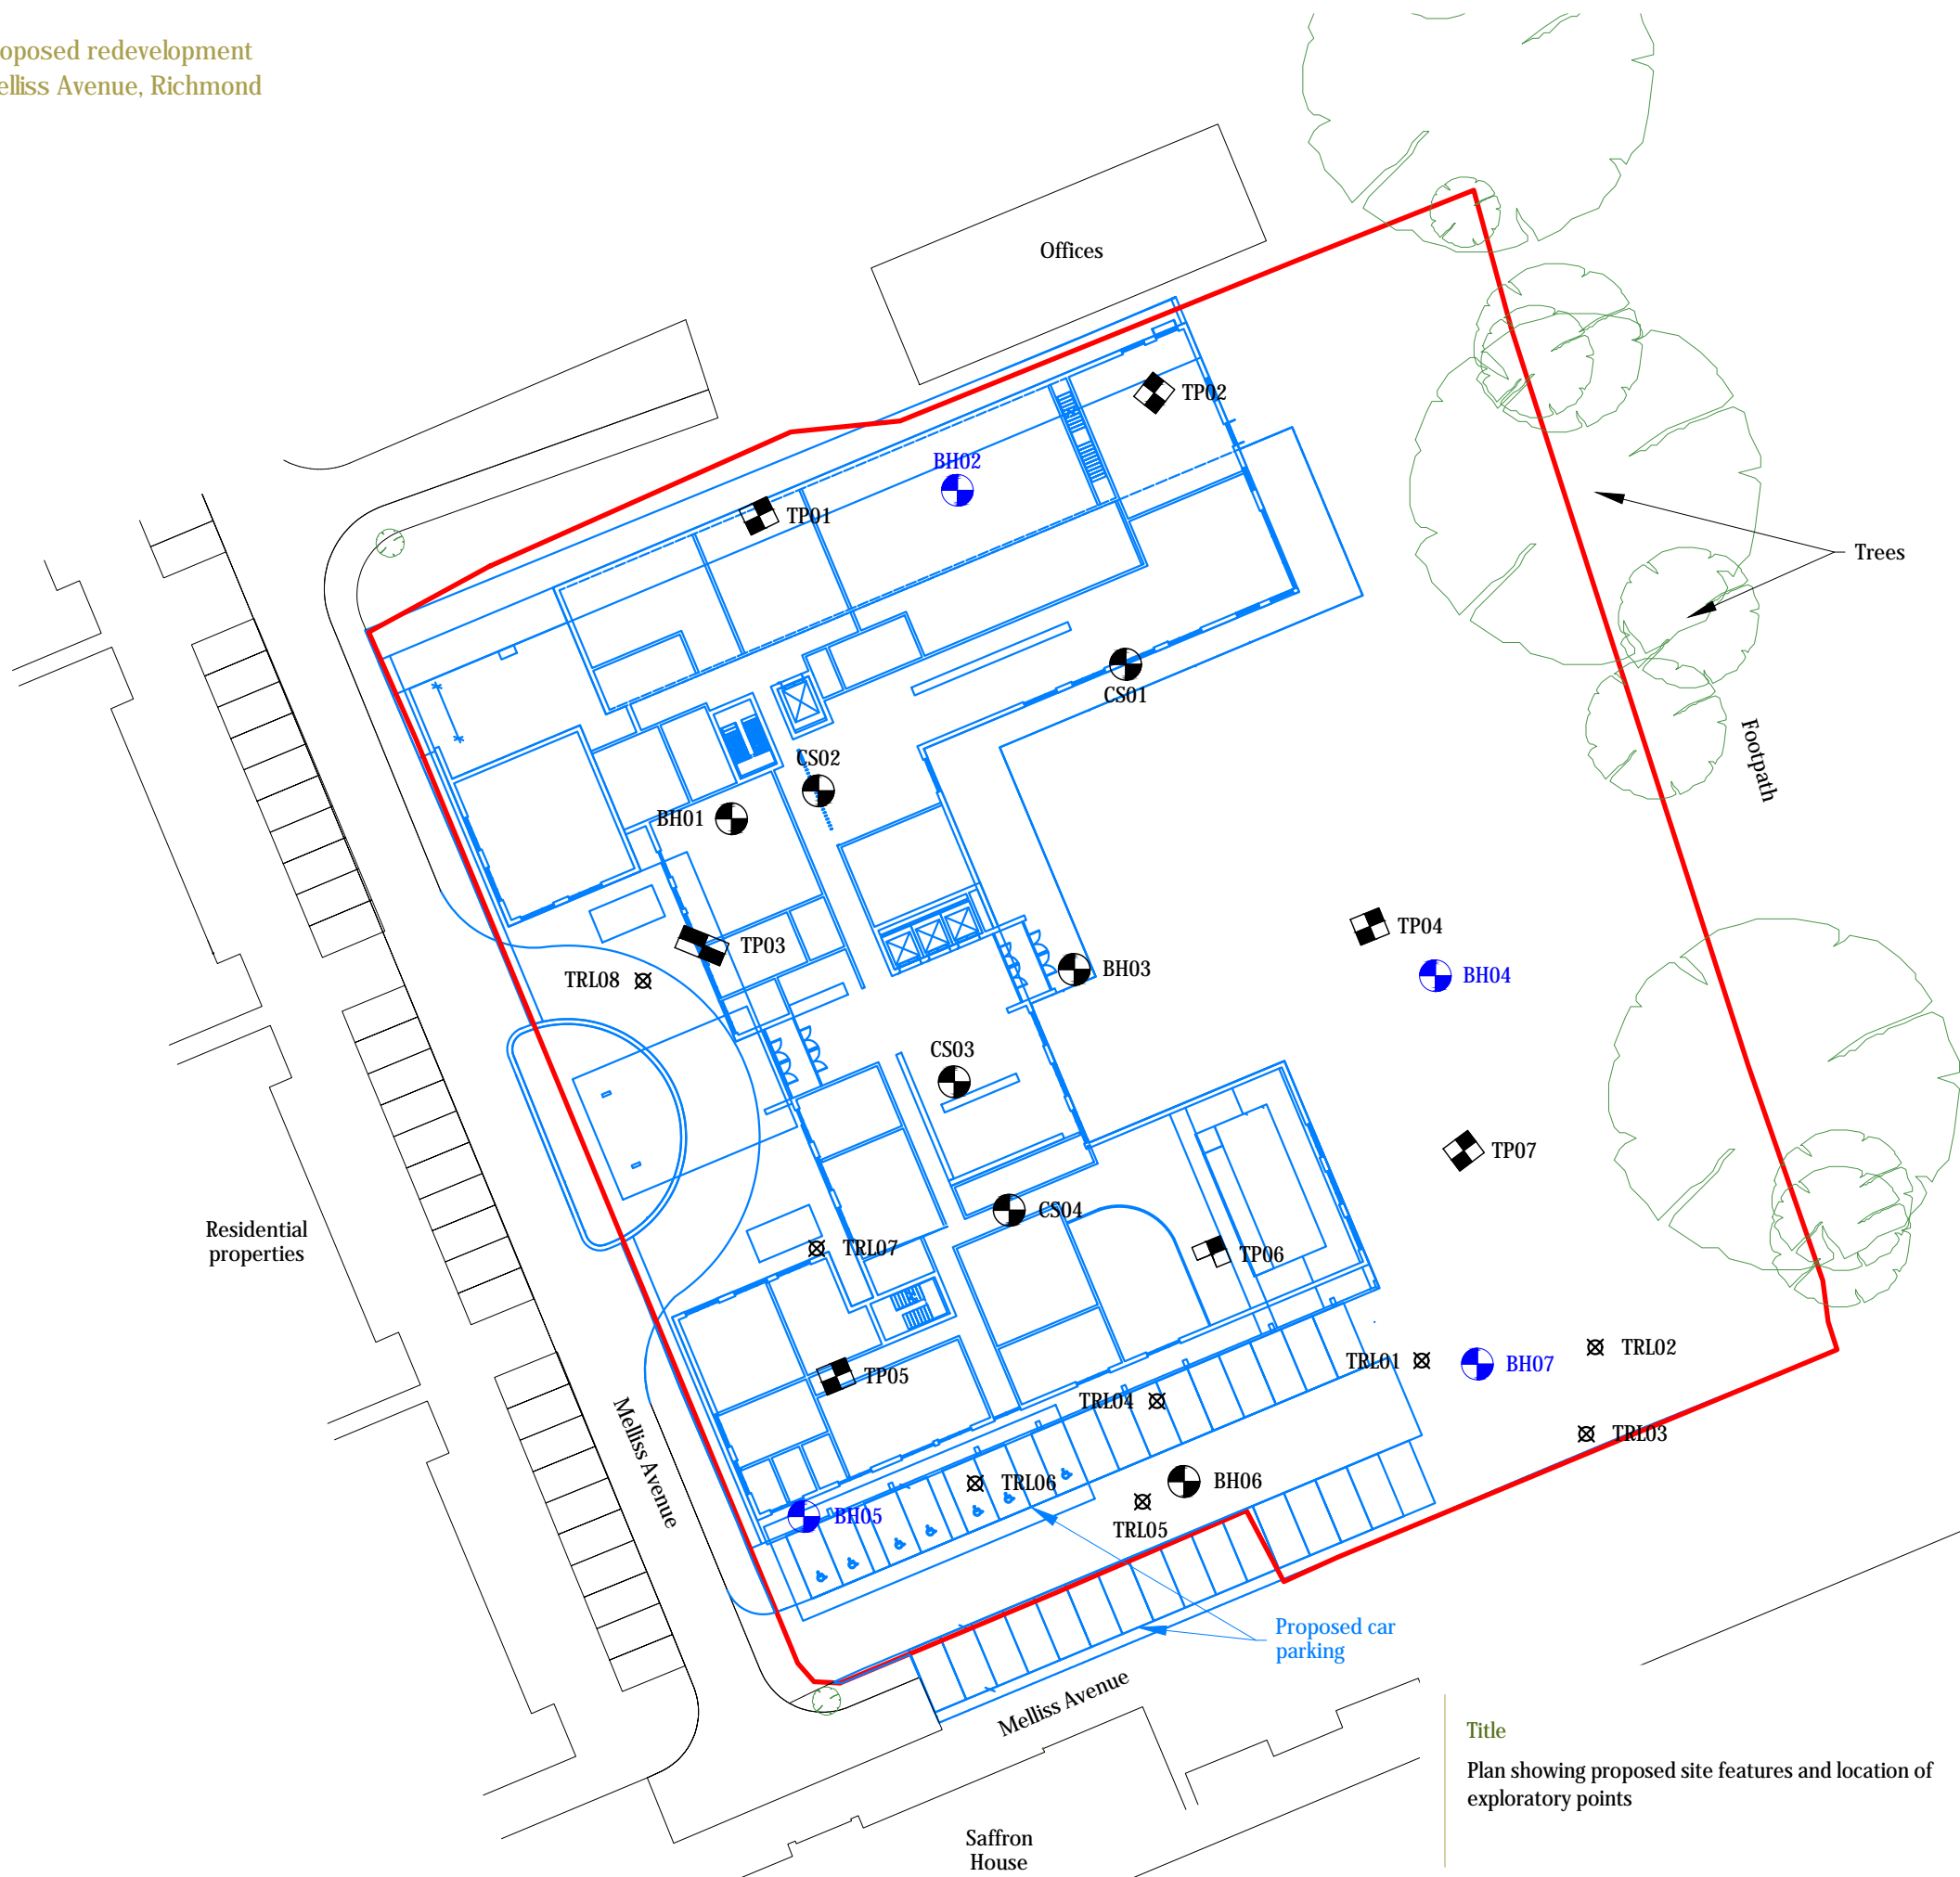 oposed redevelopment
elliss Avenue, Richmond
Offices
TP02
BH02
TP01
Trees
CS01
Footpath
CS02
BH01
TP04
TP03
BH03
BH04
TRL08
CS03
TP07
CS04
Residential
properties
TRL07
TP06
TRL02
TRL01
BH07
TP05
TRL04
TRL03
Melliss Avenue
TRL06
BH06
BH05
TRL05
Proposed car
parking
Melliss Avenue
Title
Plan showing proposed site features and location of
exploratory points
Saffron
House